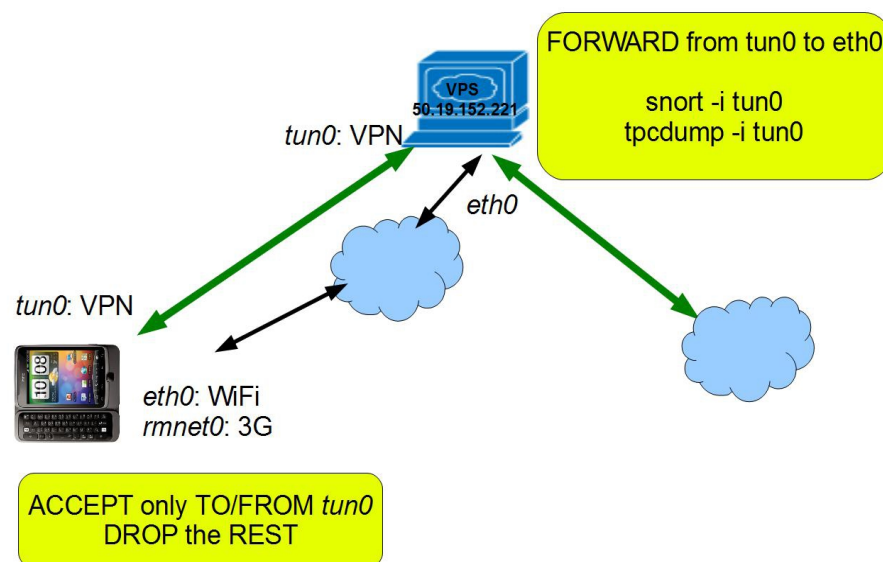 FORWARD from tun0 to eth0
snort -i tun0
tpcdump -i tun0
VPS
50.19.152.221
tun0: VPN
eth0
tun0: VPN
10 08
eth0: WiFi
rmnet0: 3G
ACCEPT only TO/FROM tun0
DROP the REST